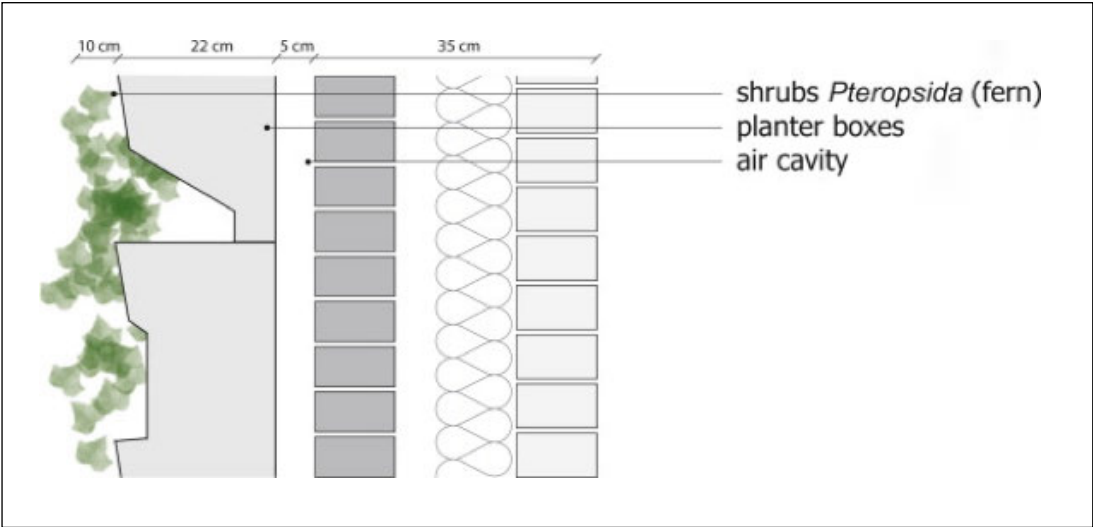 10 cm 22 cm 5 cm 35 cm
shrubs Pteropsida (fern)
planter boxes
air cavity